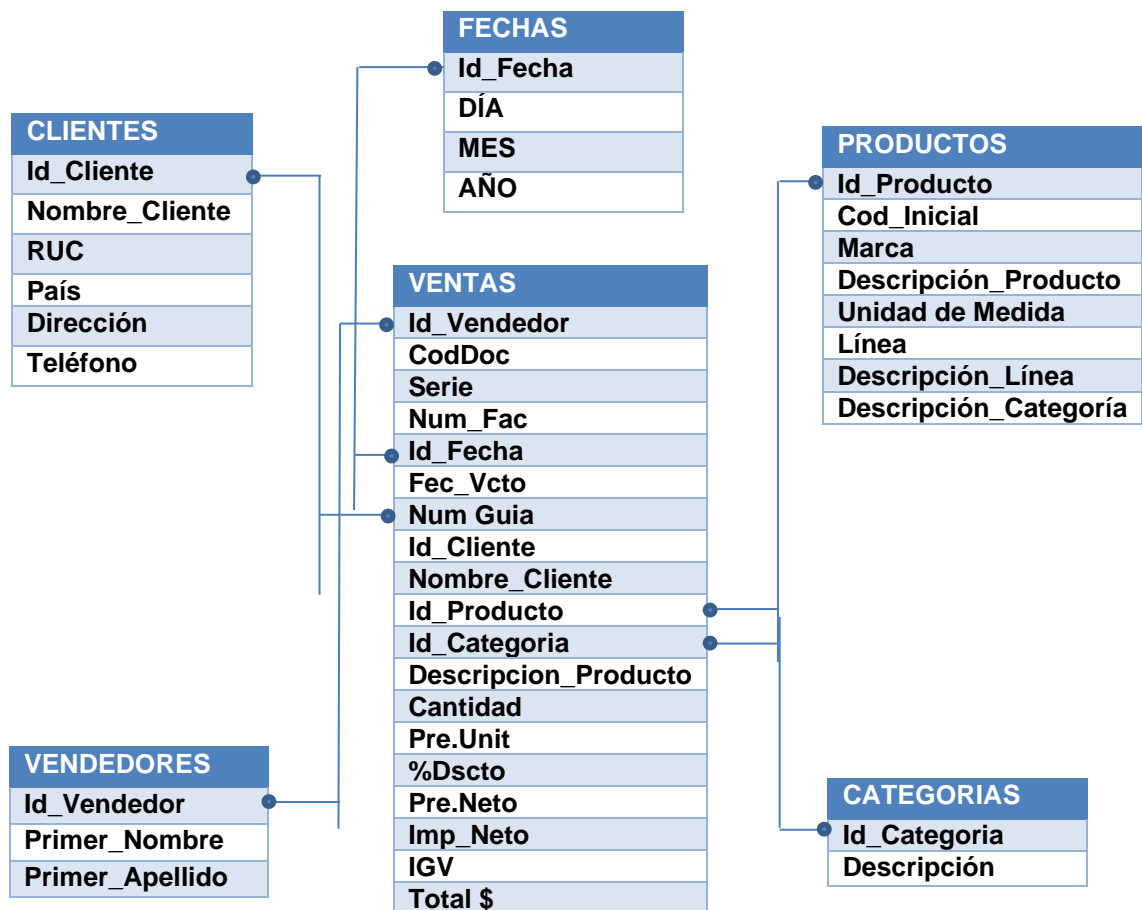 FECHAS
Id_Fecha
DÍA
MES
AÑO
CLIENTES
Id_Cliente
Nombre_Cliente
RUC
País
Dirección
Teléfono
PRODUCTOS
Id_Producto
Cod_Inicial
Marca
Descripción_Producto
Unidad de Medida
Línea
Descripción_Línea
Descripción_Categoría
VENTAS
Id_Vendedor
CodDoc
Serie
Num_Fac
Id_Fecha
Fec_Vcto
Num Guia
Id_Cliente
Nombre_Cliente
Id_Producto
Id_Categoria
Descripcion_Producto
Cantidad
Pre.Unit
%Dscto
Pre.Neto
Imp_Neto
IGV
Total $
VENDEDORES
Id_Vendedor
Primer_Nombre
Primer_Apellido
CATEGORIAS
Id_Categoria
Descripción